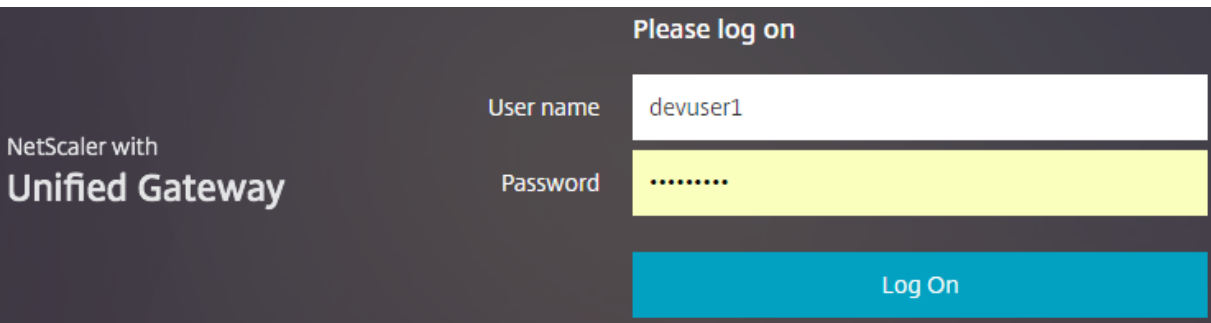 Please log on
User name
devuser1
NetScaler with
Unified Gateway
Password
•••••••••
Log On